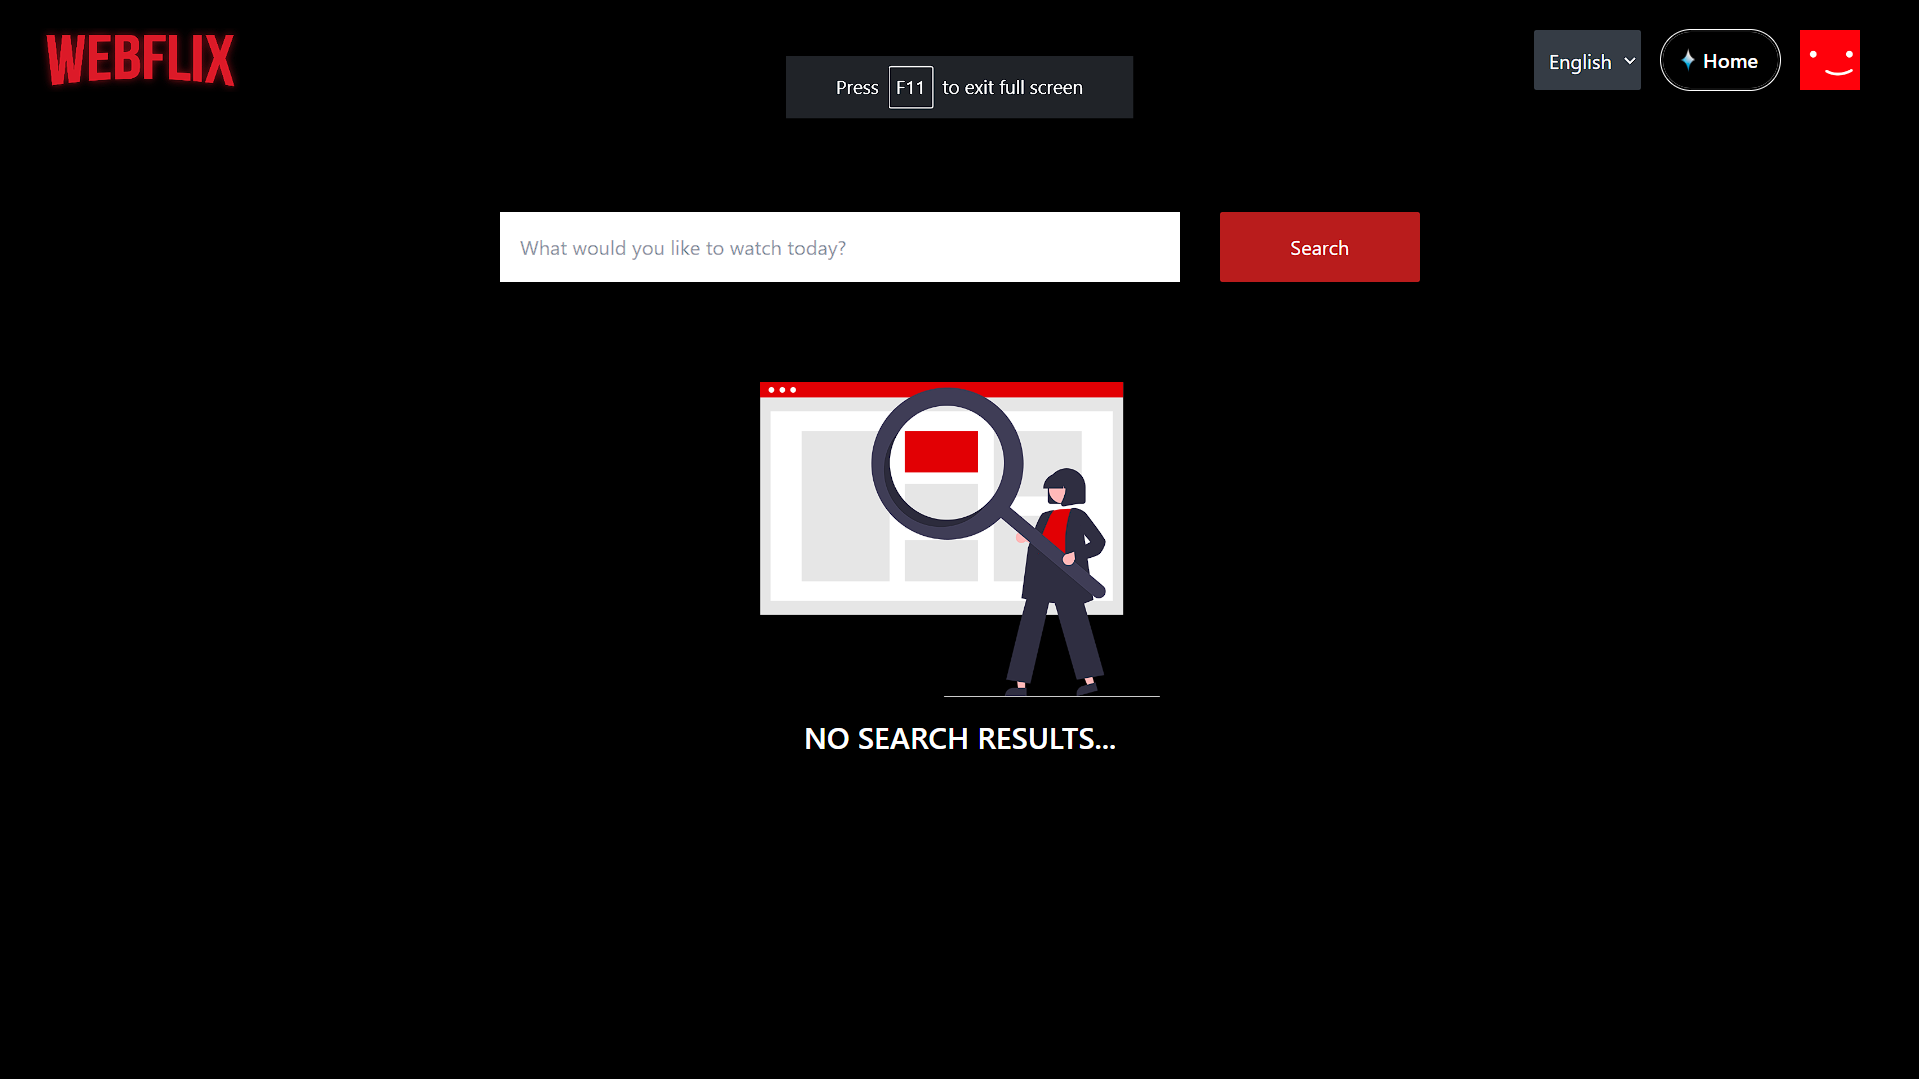 WEBFLIX
Press F11 to exit full screen
English
Home
What would you like to watch today?
Search
NO SEARCH RESULTS...